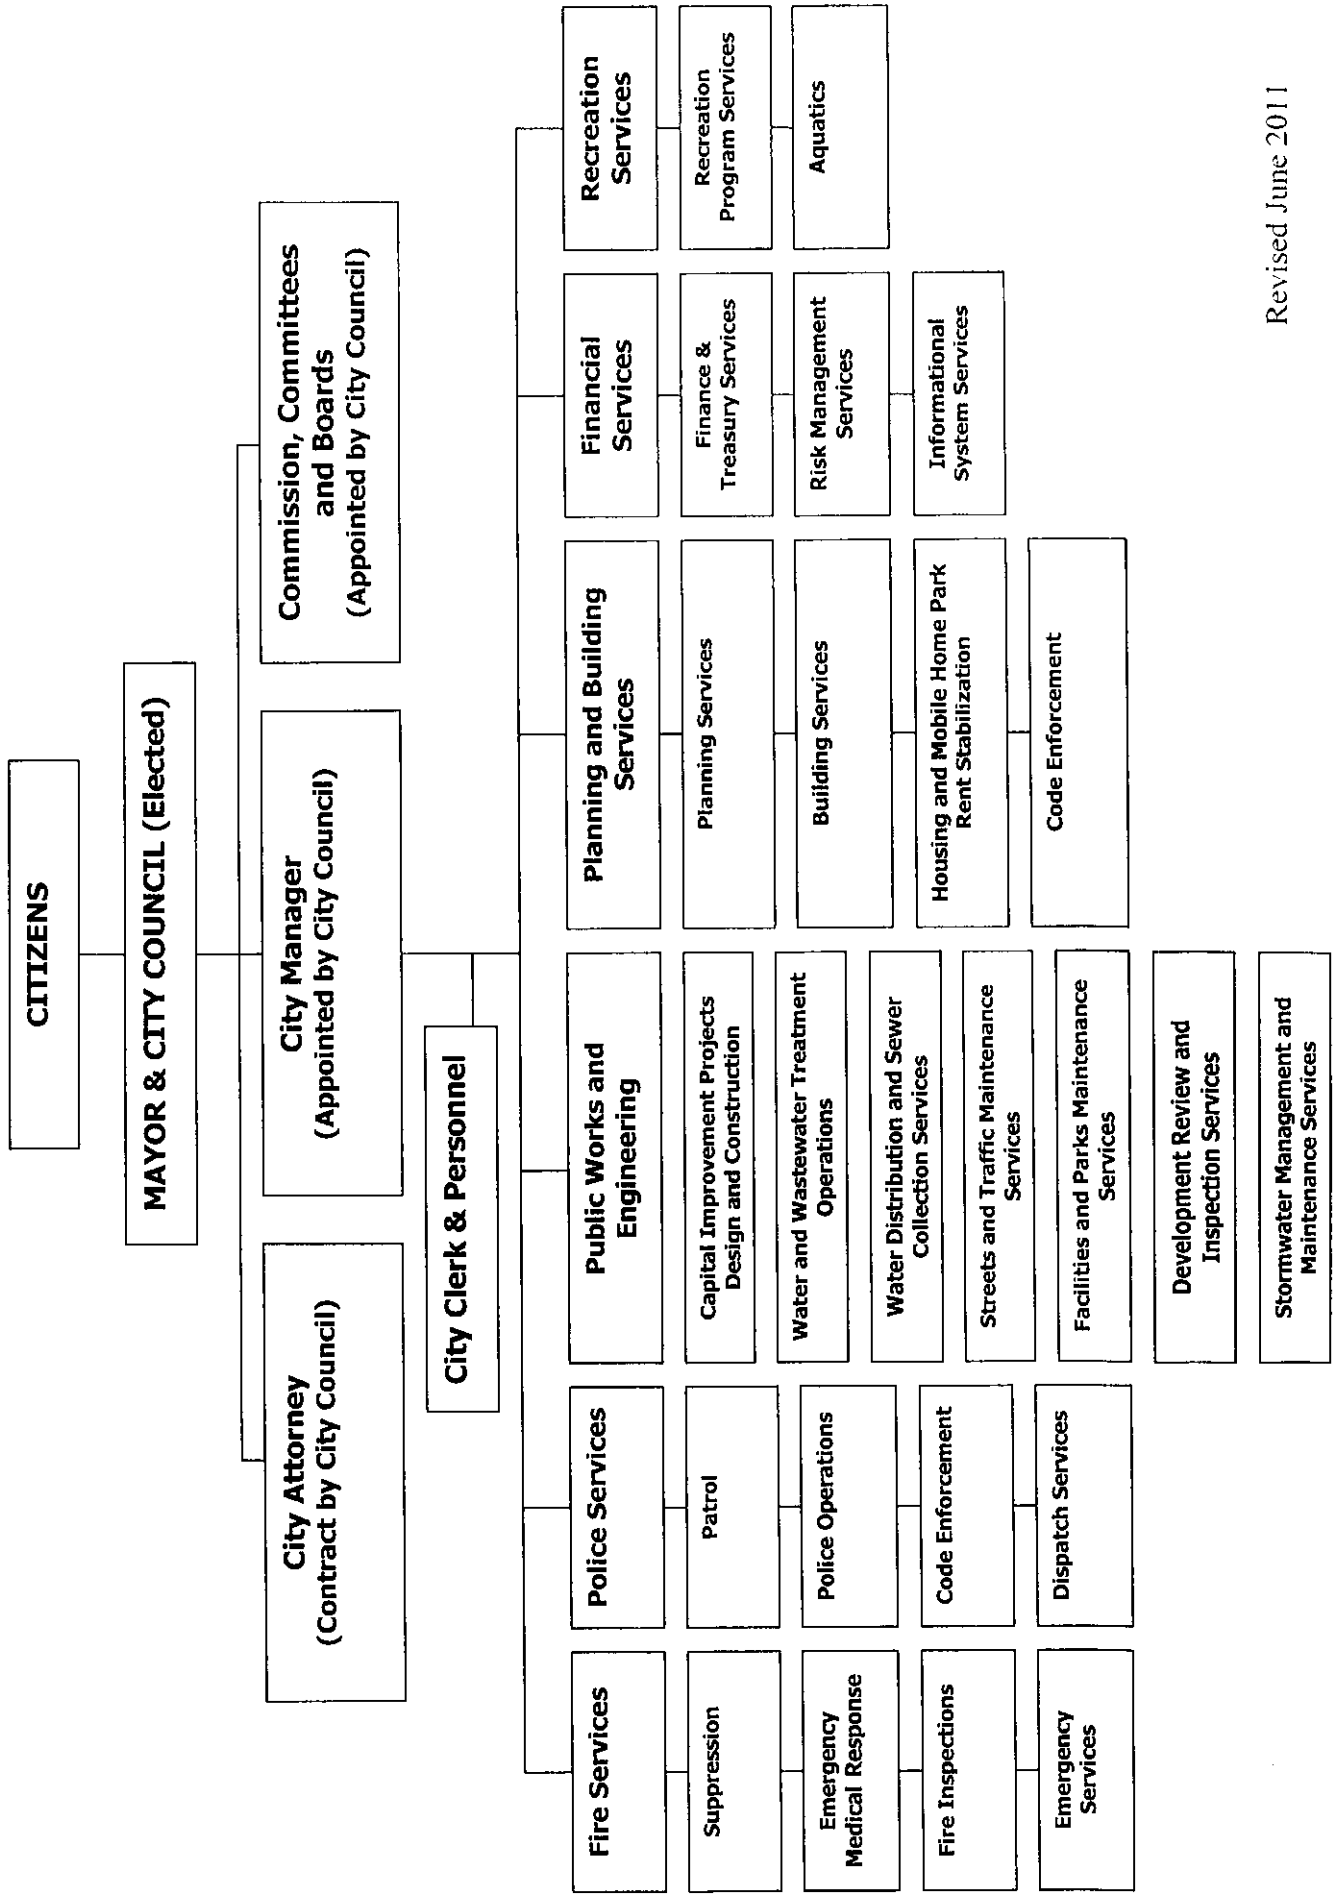 CITIZENS
MAYOR & CITY COUNCIL (Elected)
City Attorney
(Contract by City Council)
City Manager
(Appointed by City Council)
Commission, Committees
and Boards
(Appointed by City Council)
City Clerk & Personnel
Fire Services
Suppression
Emergency
Medical Response
Fire Inspections
Emergency
Services
Police Services
Patrol
Police Operations
Code Enforcement
Dispatch Services
Public Works and
Engineering
Capital Improvement Projects
Design and Construction
Water and Wastewater Treatment
Operations
Water Distribution and Sewer
Collection Services
Streets and Traffic Maintenance
Services
Facilities and Parks Maintenance
Services
Development Review and
Inspection Services
Stormwater Management and
Maintenance Services
Planning and Building
Services
Planning Services
Building Services
Housing and Mobile Home Park
Rent Stabilization
Code Enforcement
Financial
Services
Finance &
Treasury Services
Risk Management
Services
Informational
System Services
Recreation
Services
Recreation
Program Services
Aquatics
Revised June 2011